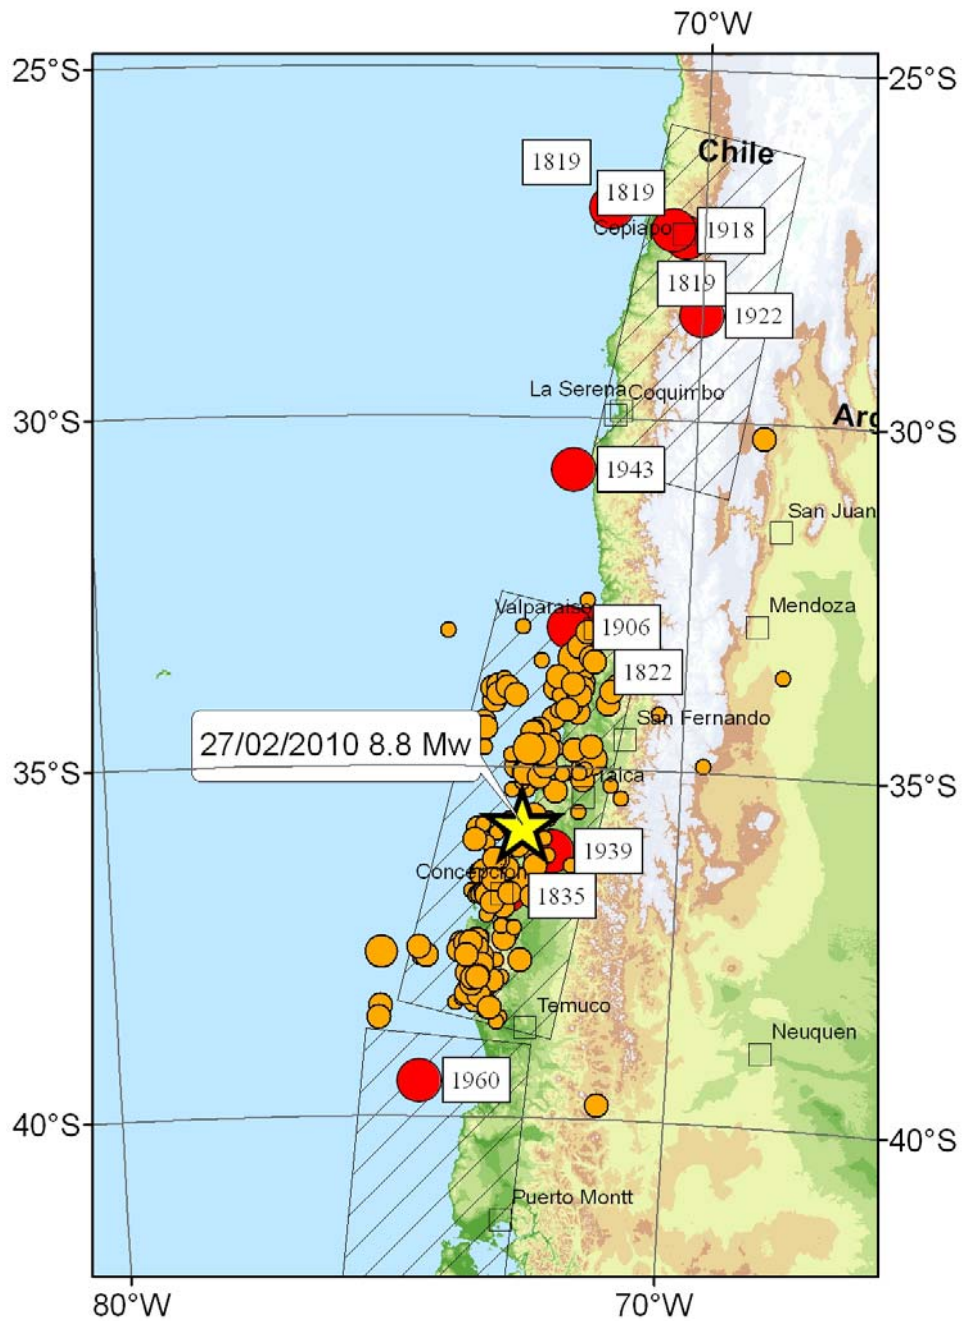 70°W
25°S
25°S
Chile
1819
1819
Copiapo
1918
1819
1922
La Serena
Coquimbo
30°S
30°S
Arg
1943
San Juan
Mendoza
Valparaiso
1906
1822
San Fernando
27/02/2010 8.8 Mw
35°S
35°S
Talca
1939
Concepcion
1835
Temuco
Neuquen
1960
40°S
40°S
Puerto Montt
80°W
70°W